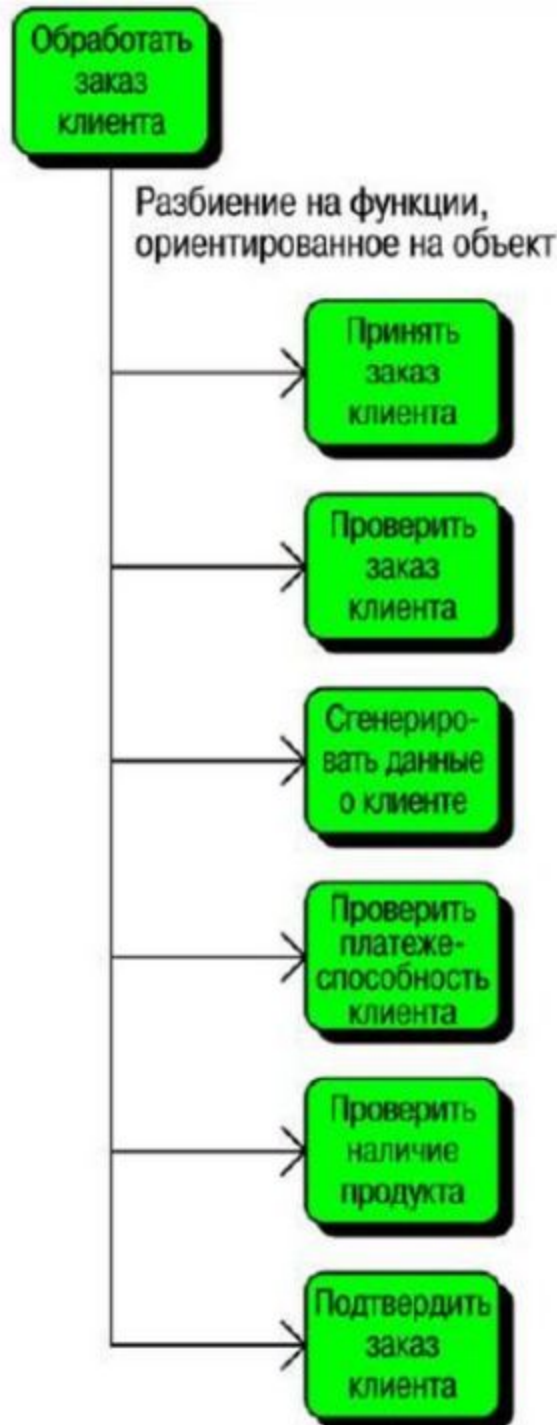 Обработать
заказ
клиента
Разбиение на функции,
ориентированное на объект
Принять
заказ
клиента
Проверить
заказ
клиента
Сгенериро-
вать данные
о клиенте
Проверить
платеже-
способность
клиента
Проверить
наличие
продукта
Подтвердить
заказ
клиента